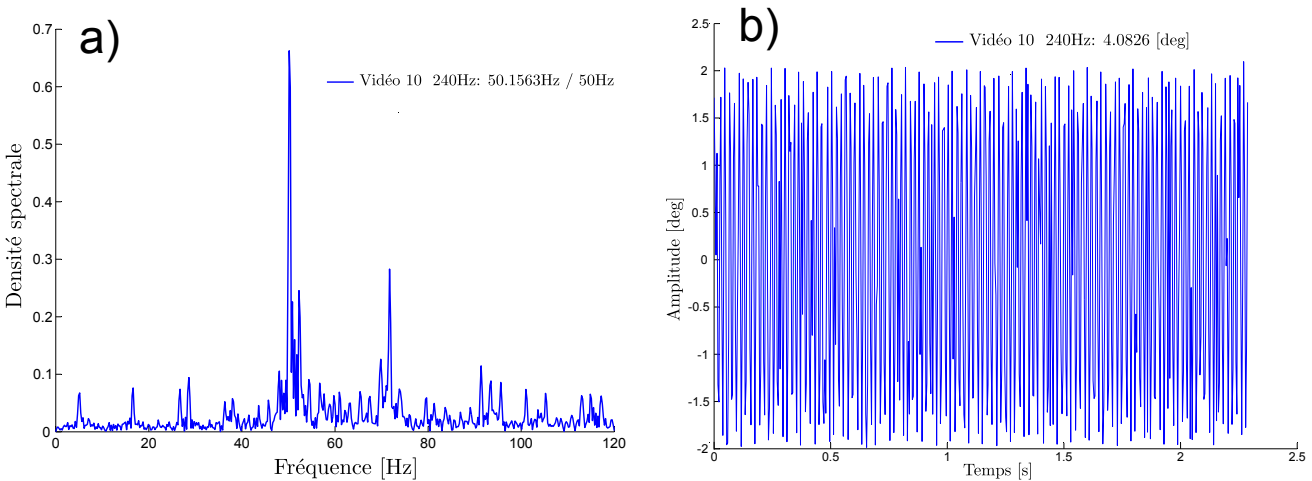 a)
0.7
0.6
0.5
0.4
0.3
0.2
0.1
0
Densité spectrale
Vidéo 10 240Hz: 50.1563Hz / 50Hz
0 20 40 60 80 100 120
Fréquence [Hz]
b)
2.5
2
1.5
1
0.5
0
-0.5
-1
-1.5
-2
Amplitude [deg]
Vidéo 10 240Hz: 4.0826 [deg]
0 0.5 1 1.5 2 2.5
Temps [s]